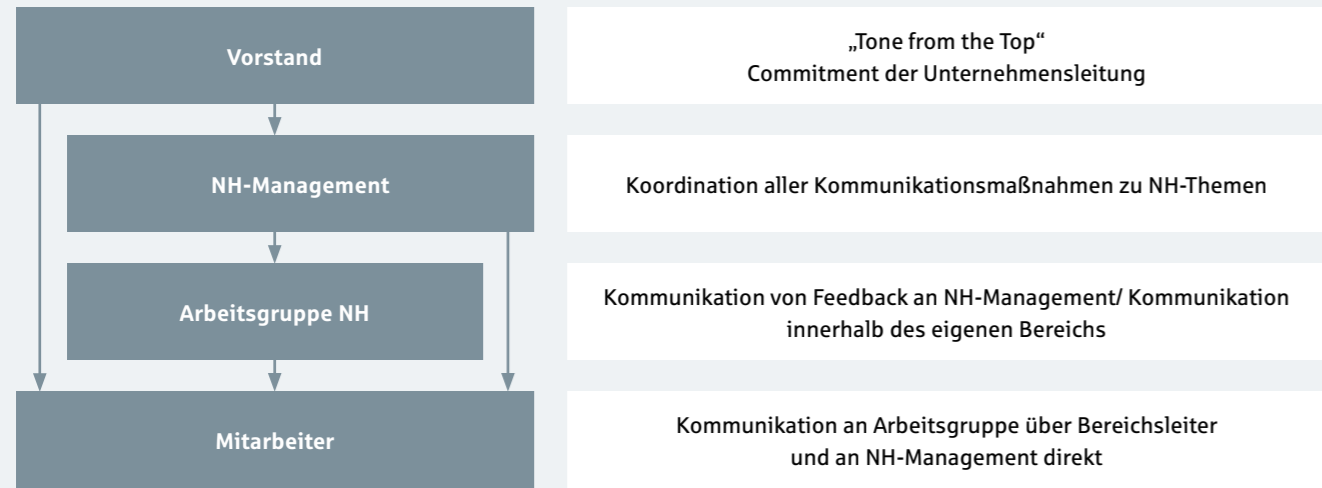 Vorstand
„Tone from the Top“
Commitment der Unternehmensleitung
NH-Management
Koordination aller Kommunikationsmaßnahmen zu NH-Themen
Arbeitsgruppe NH
Kommunikation von Feedback an NH-Management/ Kommunikation
innerhalb des eigenen Bereichs
Mitarbeiter
Kommunikation an Arbeitsgruppe über Bereichsleiter
und an NH-Management direkt